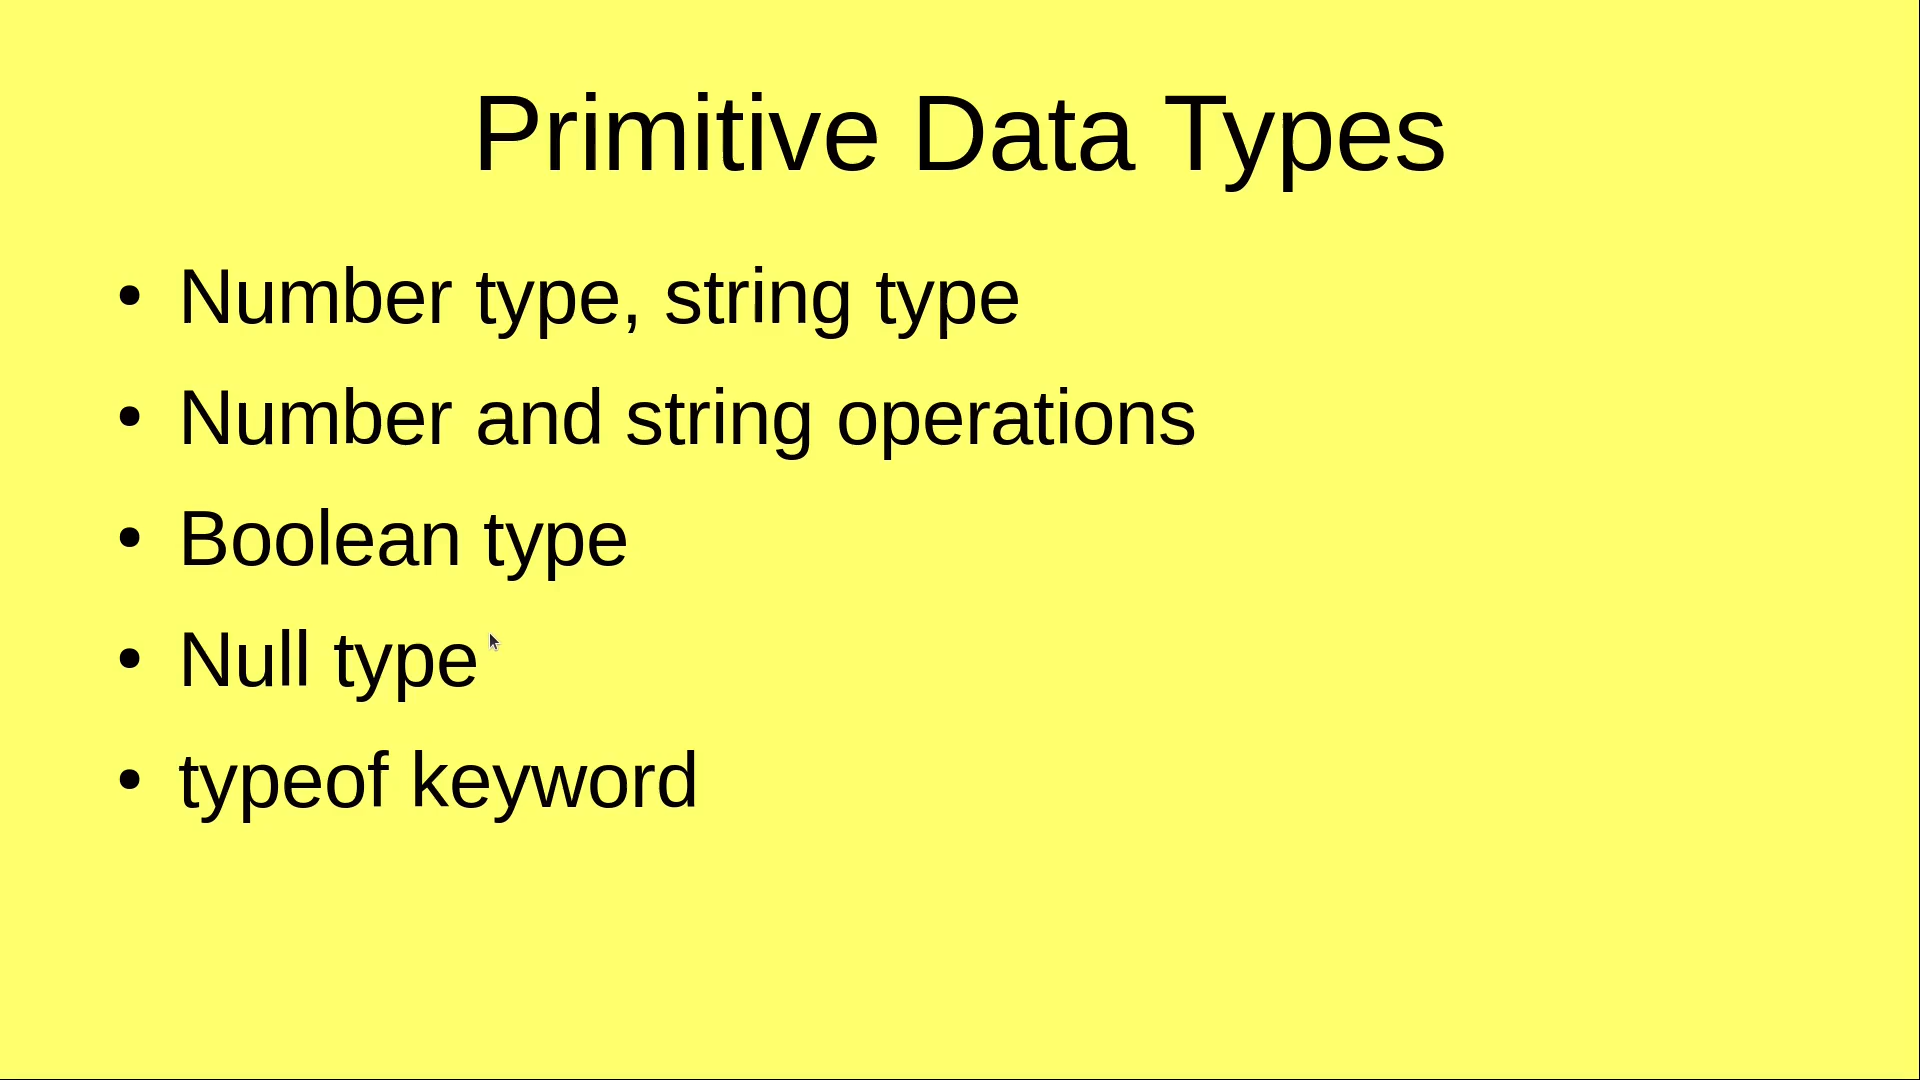 Primitive Data Types
• Number type, string type
• Number and string operations
• Boolean type
• Null type
• typeof keyword